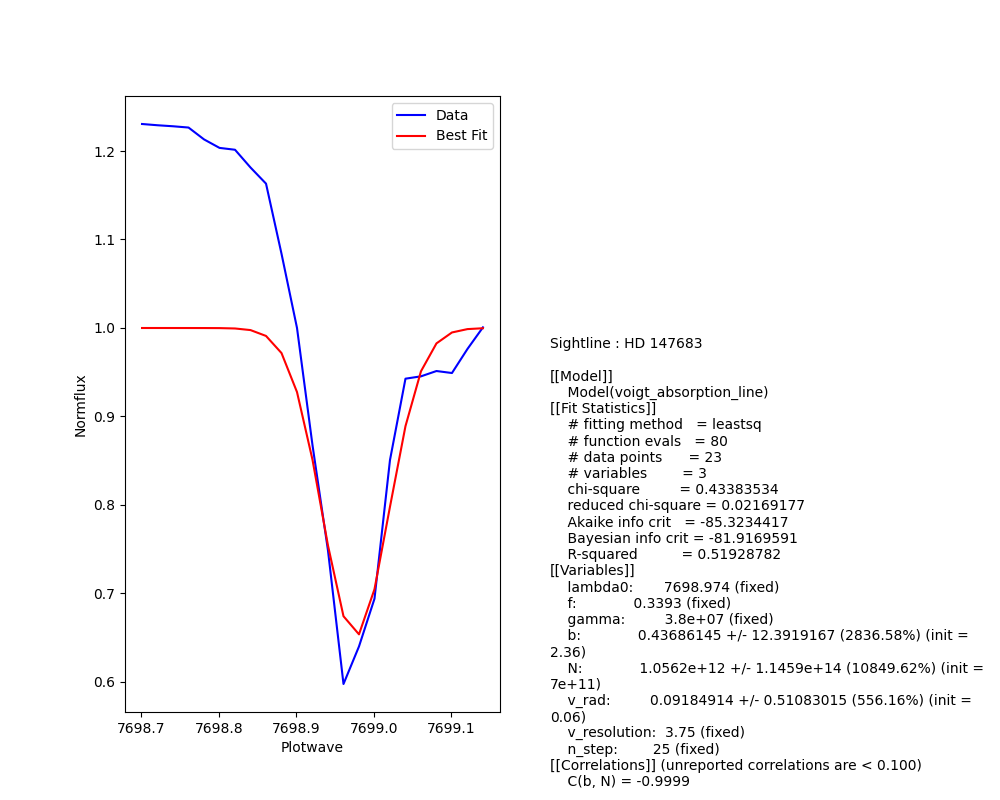 Data
Best Fit
1.2
1.1
1.0
0.9
0.8
0.7
0.6
Normflux
7698.7 7698.8 7698.9 7699.0 7699.1
Plotwave
Sightline : HD 147683
[[Model]]
Model(voigt_absorption_line)
[[Fit Statistics]]
# fitting method = leastsq
# function evals = 80
# data points = 23
# variables = 3
chi-square = 0.43383534
reduced chi-square = 0.02169177
Akaike info crit = -85.3234417
Bayesian info crit = -81.9169591
R-squared = 0.51928782
[[Variables]]
lambda0: 7698.974 (fixed)
f: 0.3393 (fixed)
gamma: 3.8e+07 (fixed)
b: 0.43686145 +/- 12.3919167 (2836.58%) (init =
2.36)
N: 1.0562e+12 +/- 1.1459e+14 (10849.62%) (init =
7e+11)
v_rad: 0.09184914 +/- 0.51083015 (556.16%) (init =
0.06)
v_resolution: 3.75 (fixed)
n_step: 25 (fixed)
[[Correlations]] (unreported correlations are < 0.100)
C(b, N) = -0.9999